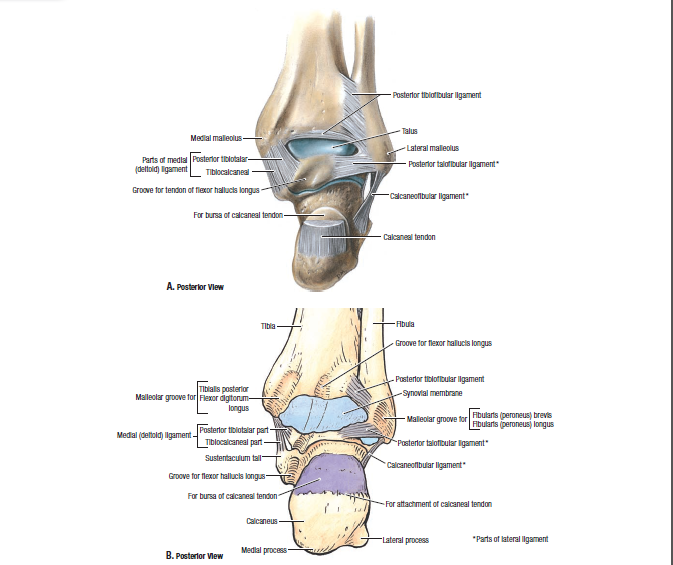 Posterior tibiofibular ligament
Talus
Medial malleolus
Lateral malleolus
Parts of medial
(deltoid) ligament
Posterior tibiotalar
Tibiocalcaneal
Posterior talofibular ligament*
Groove for tendon of flexor hallucis longus
Calcaneofibular ligament*
For bursa of calcaneal tendon
Calcaneal tendon
A. Posterior View
Tibia
Fibula
Groove for flexor hallucis longus
Posterior tibiofibular ligament
Synovial membrane
Malleolar groove for
Tibialis posterior
Flexor digitorum
longus
Malleolar groove for
Fibularis (peroneus) brevis
Fibularis (peroneus) longus
Medial (deltoid) ligament
Posterior tibiotalar part
Tibiocalcaneal part
Posterior talofibular ligament*
Sustentaculum tali
Calcaneofibular ligament*
Groove for flexor hallucis longus
For bursa of calcaneal tendon
For attachment of calcaneal tendon
Calcaneus
Lateral process
*Parts of lateral ligament
Medial process
B. Posterior View